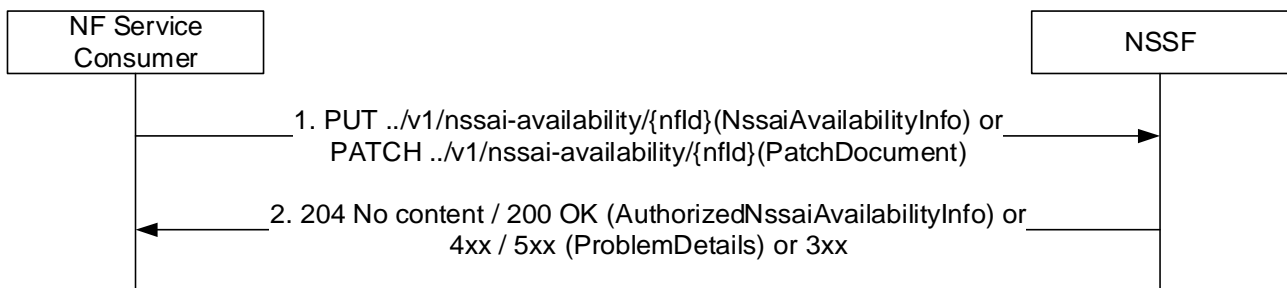 NF Service
Consumer
NSSF
1. PUT ../v1/nssai-availability/{nfId}(NssaiAvailabilityInfo) or
PATCH ../v1/nssai-availability/{nfId}(PatchDocument)
2. 204 No content / 200 OK (AuthorizedNssaiAvailabilityInfo) or
4xx / 5xx (ProblemDetails) or 3xx